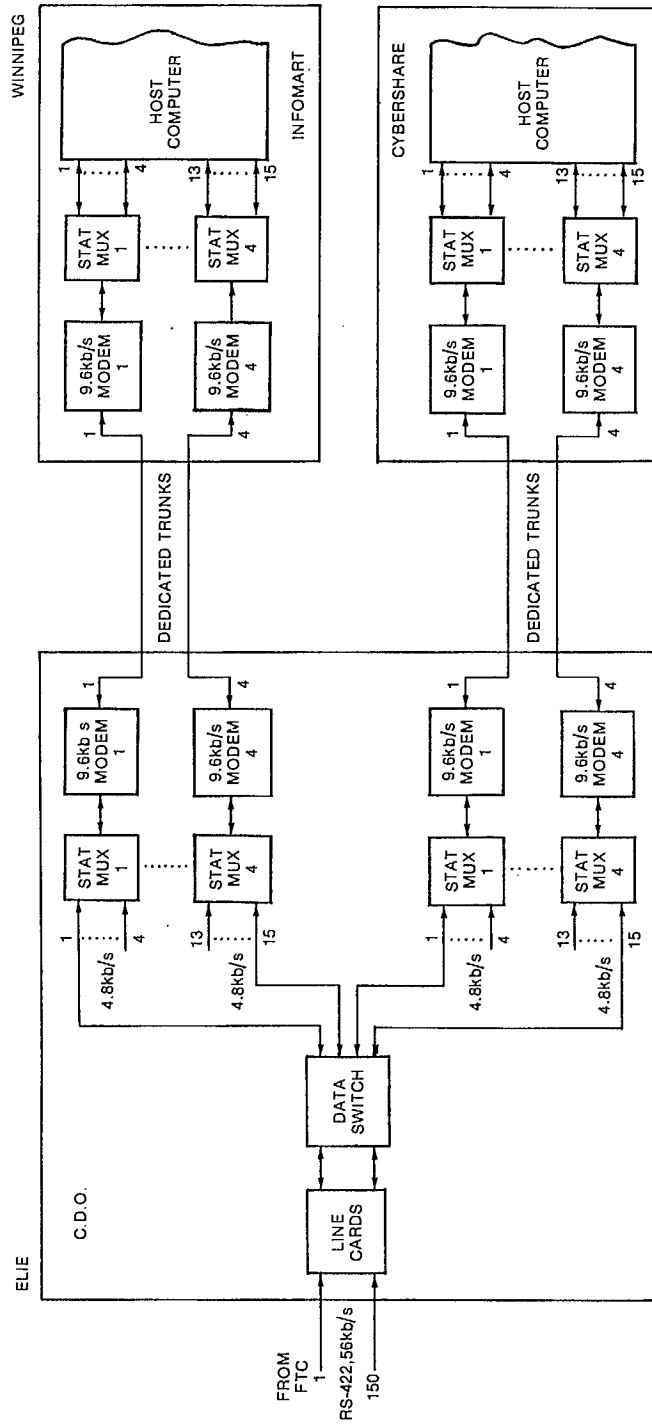 ELIE
C.D.O.
FROM
FTC
1
RS-422,56kb/s
150
LINE
CARDS
DATA
SWITCH
1
4.8kb/s
4
13
4.8kb/s
15
STAT
MUX
1
STAT
MUX
4
9.6kb s
MODEM
1
9.6kb/s
MODEM
4
1
4
1
4.8kb/s
4
13
4.8kb/s
15
STAT
MUX
1
STAT
MUX
4
9.6kb/s
MODEM
1
9.6kb/s
MODEM
4
1
4
DEDICATED TRUNKS
DEDICATED TRUNKS
WINNIPEG
1
4
9.6kb/s
MODEM
1
9.6kb/s
MODEM
4
STAT
MUX
1
STAT
MUX
4
1
4
13
15
HOST
COMPUTER
INFOMART
CYBERSHARE
1
4
9.6kb/s
MODEM
1
9.6kb/s
MODEM
4
STAT
MUX
1
STAT
MUX
4
1
4
13
15
HOST
COMPUTER